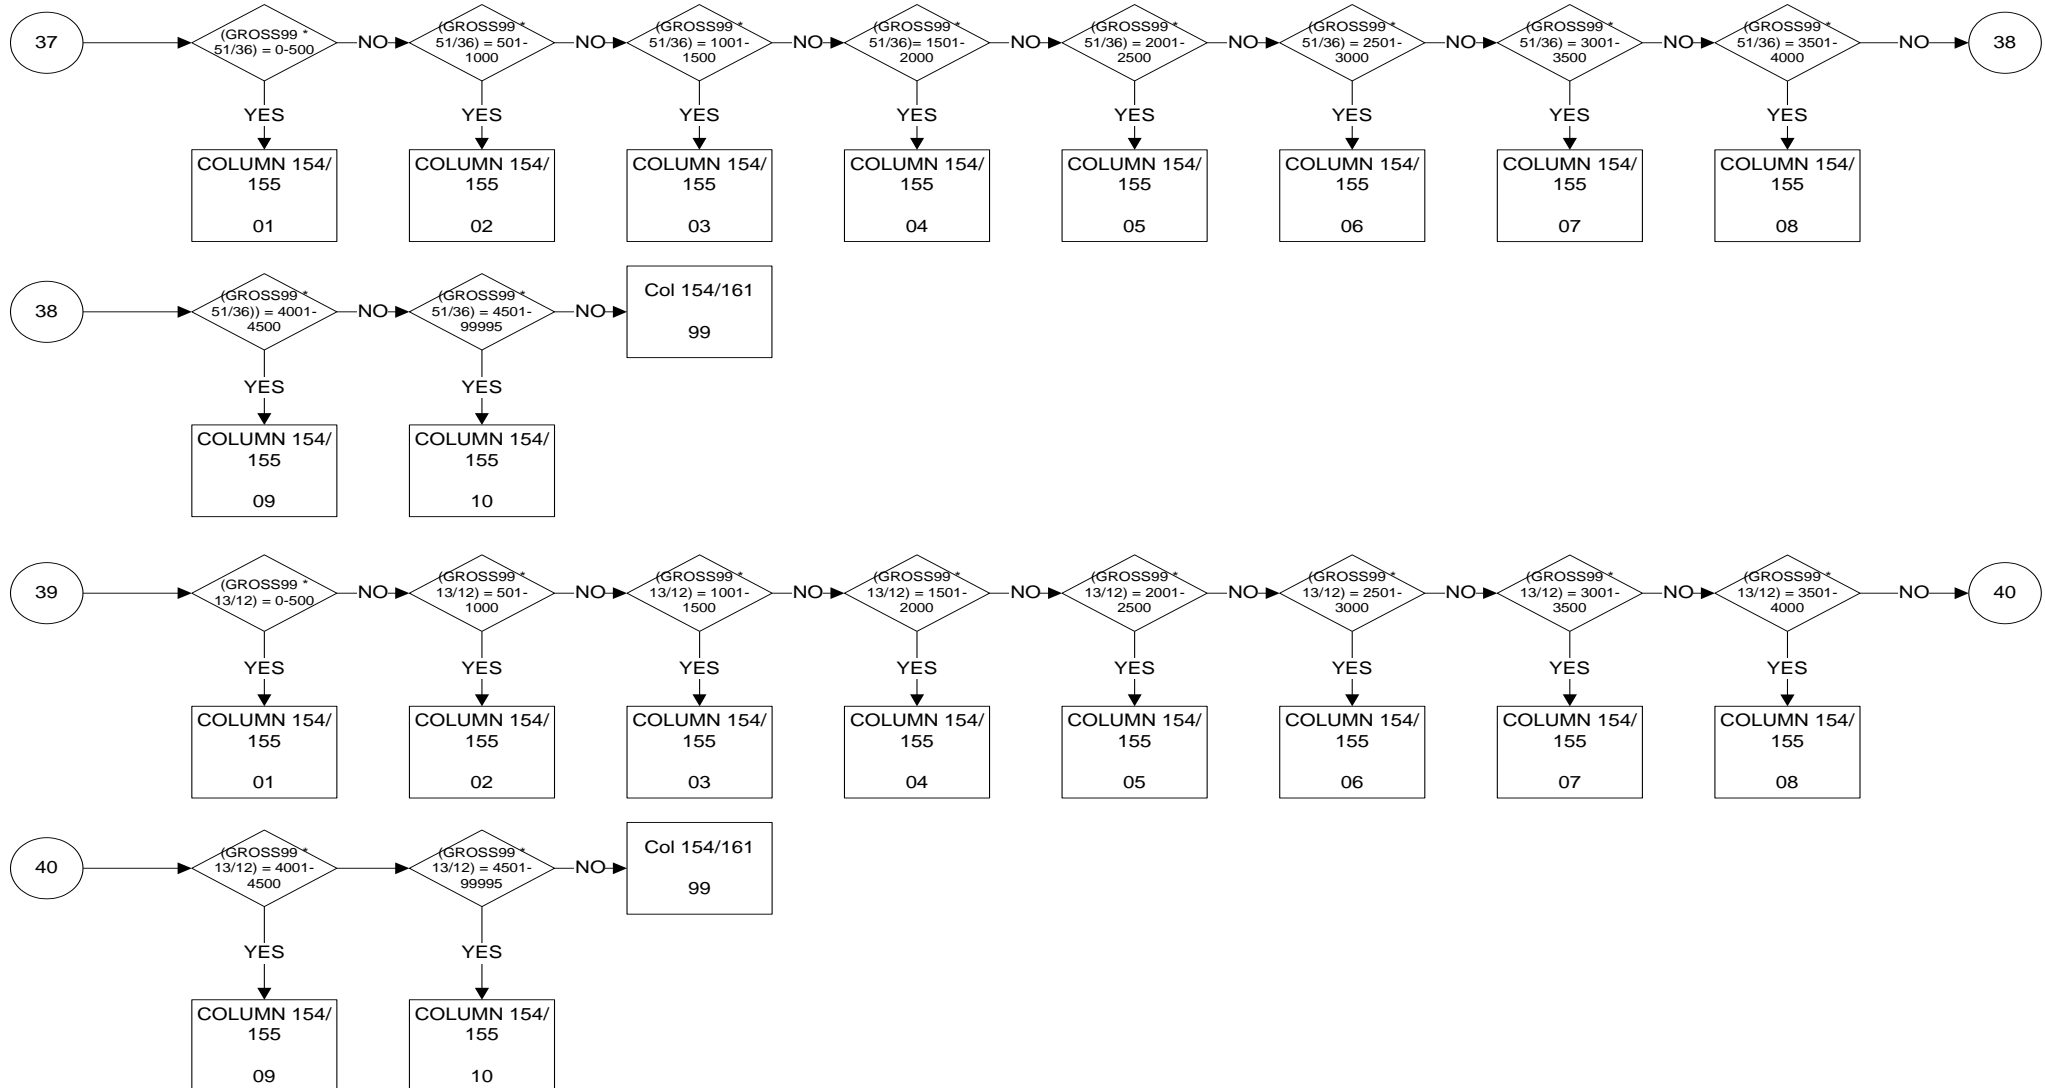 37
(GROSS99 *
51/36) = 0-500
NO
(GROSS99 *
51/36) = 501-
1000
NO
(GROSS99 *
51/36) = 1001-
1500
NO
(GROSS99 *
51/36)= 1501-
2000
NO
(GROSS99 *
51/36) = 2001-
2500
NO
(GROSS99 *
51/36) = 2501-
3000
NO
(GROSS99 *
51/36) = 3001-
3500
NO
(GROSS99 *
51/36) = 3501-
4000
NO
38
YES
YES
YES
YES
YES
YES
YES
YES
COLUMN 154/
155
01
COLUMN 154/
155
02
COLUMN 154/
155
03
COLUMN 154/
155
04
COLUMN 154/
155
05
COLUMN 154/
155
06
COLUMN 154/
155
07
COLUMN 154/
155
08
38
(GROSS99 *
51/36)) = 4001-
4500
NO
(GROSS99 *
51/36) = 4501-
99995
NO
Col 154/161
99
YES
YES
COLUMN 154/
155
09
COLUMN 154/
155
10
39
(GROSS99 *
13/12) = 0-500
NO
(GROSS99 *
13/12) = 501-
1000
NO
(GROSS99 *
13/12) = 1001-
1500
NO
(GROSS99 *
13/12) = 1501-
2000
NO
(GROSS99 *
13/12) = 2001-
2500
NO
(GROSS99 *
13/12) = 2501-
3000
NO
(GROSS99 *
13/12) = 3001-
3500
NO
(GROSS99 *
13/12) = 3501-
4000
NO
40
YES
YES
YES
YES
YES
YES
YES
YES
COLUMN 154/
155
01
COLUMN 154/
155
02
COLUMN 154/
155
03
COLUMN 154/
155
04
COLUMN 154/
155
05
COLUMN 154/
155
06
COLUMN 154/
155
07
COLUMN 154/
155
08
40
(GROSS99 *
13/12) = 4001-
4500
(GROSS99 *
13/12) = 4501-
99995
NO
Col 154/161
99
YES
YES
COLUMN 154/
155
09
COLUMN 154/
155
10